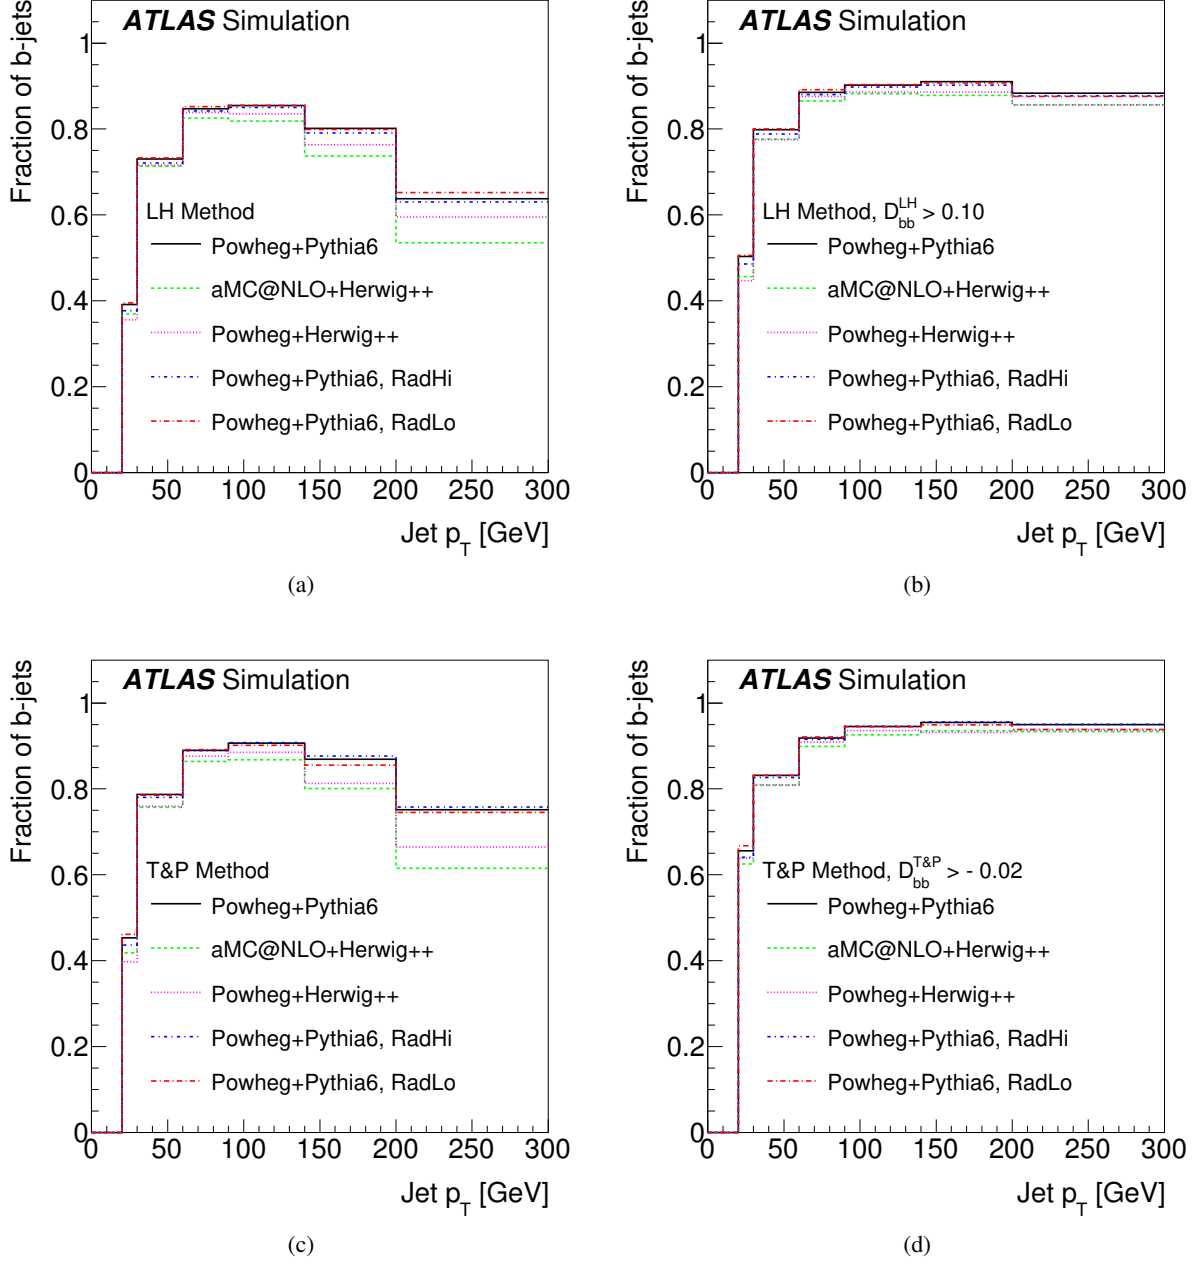 ATLAS Simulation
Fraction of b-jets
1
0.8
0.6
0.4
0.2
0
LH Method
Powheg+Pythia6
aMC@NLO+Herwig++
Powheg+Herwig++
Powheg+Pythia6, RadHi
Powheg+Pythia6, RadLo
0 50 100 150 200 250 300
Jet p_T [GeV]
(a)
ATLAS Simulation
Fraction of b-jets
1
0.8
0.6
0.4
0.2
0
LH Method, D_bb^LH > 0.10
Powheg+Pythia6
aMC@NLO+Herwig++
Powheg+Herwig++
Powheg+Pythia6, RadHi
Powheg+Pythia6, RadLo
0 50 100 150 200 250 300
Jet p_T [GeV]
(b)
ATLAS Simulation
Fraction of b-jets
1
0.8
0.6
0.4
0.2
0
T&P Method
Powheg+Pythia6
aMC@NLO+Herwig++
Powheg+Herwig++
Powheg+Pythia6, RadHi
Powheg+Pythia6, RadLo
0 50 100 150 200 250 300
Jet p_T [GeV]
(c)
ATLAS Simulation
Fraction of b-jets
1
0.8
0.6
0.4
0.2
0
T&P Method, D_bb^T&P > - 0.02
Powheg+Pythia6
aMC@NLO+Herwig++
Powheg+Herwig++
Powheg+Pythia6, RadHi
Powheg+Pythia6, RadLo
0 50 100 150 200 250 300
Jet p_T [GeV]
(d)